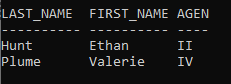 LAST_NAME  FIRST_NAME AGEN
---------- ---------- ----
Hunt       Ethan      II
Plume      Valerie    IV